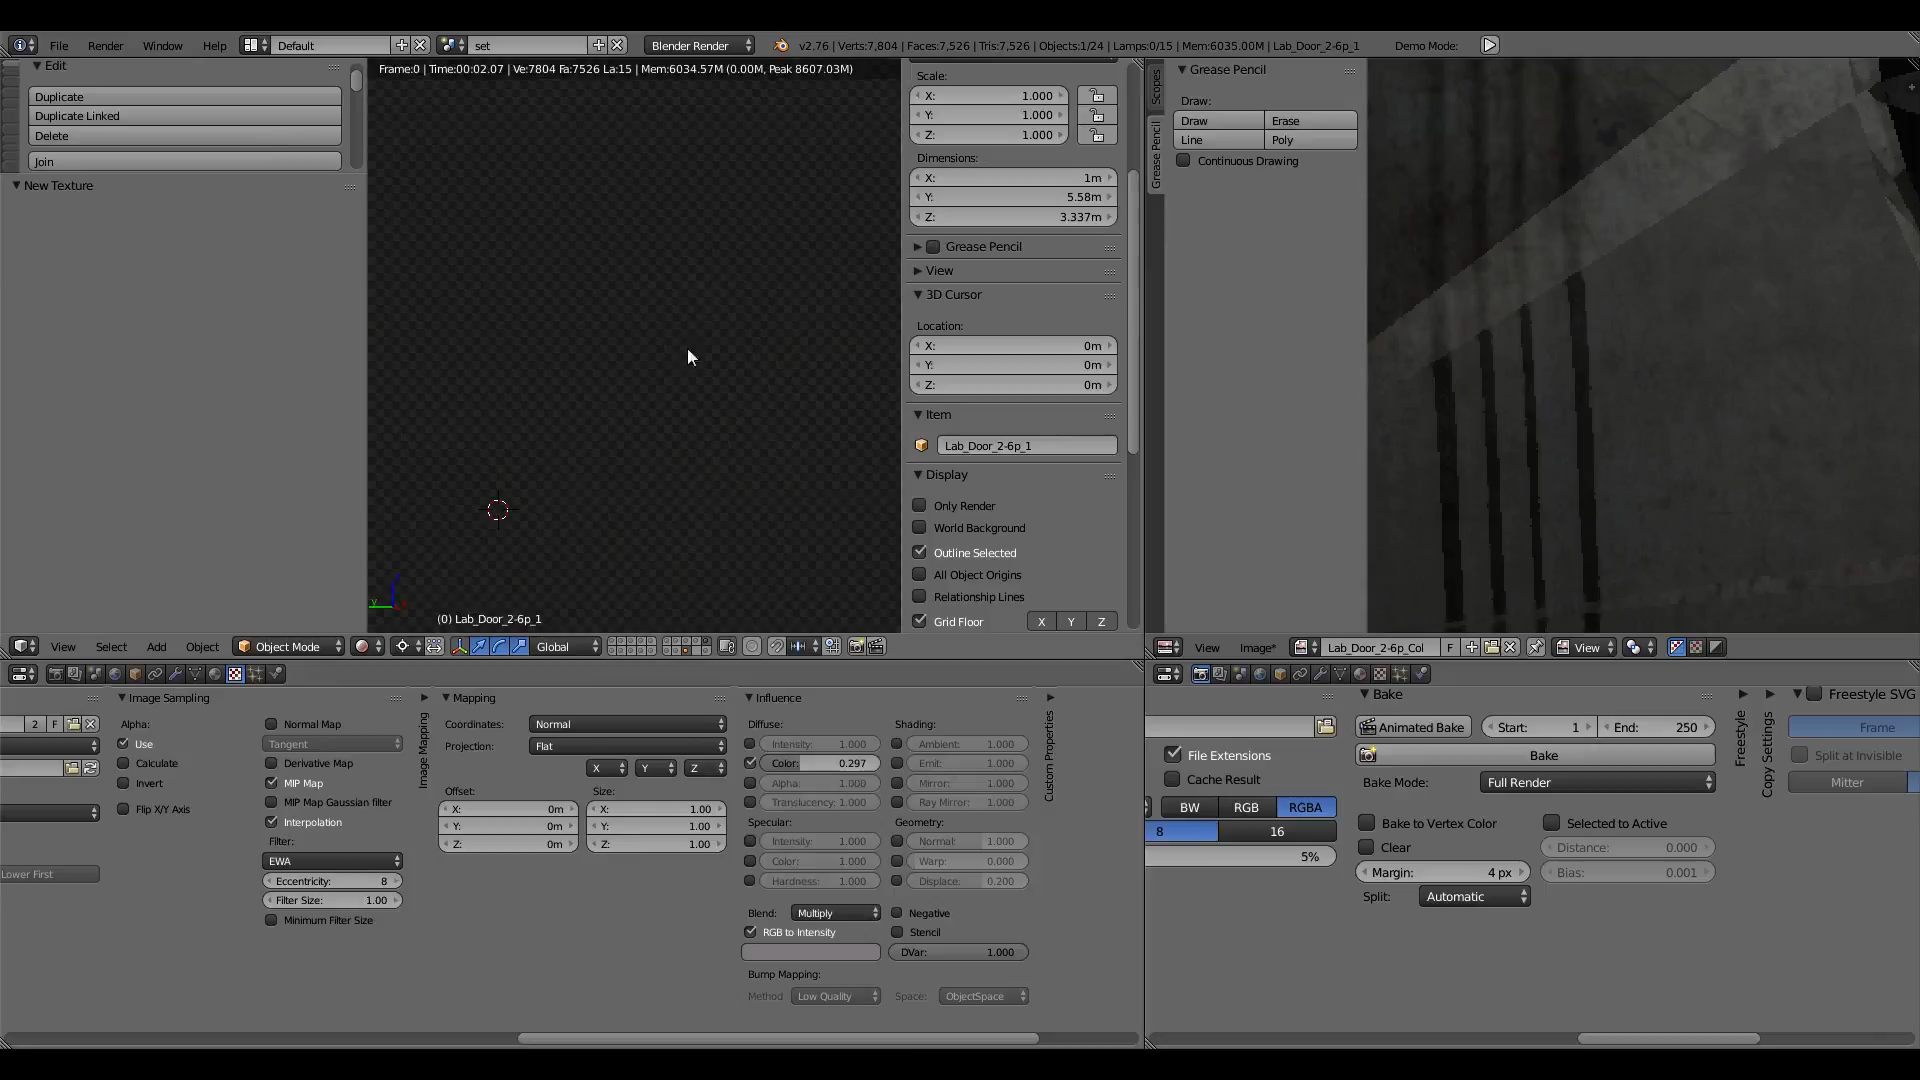 File Render Window Help Default set Blender Render v2.76 | Verts:7,804 | Faces:7,526 | Tris:7,526 | Objects:1/24 | Lamps:0/15 | Mem:6035.00M | Lab_Door_2-6p_1 Demo Mode:
Edit
Duplicate
Duplicate Linked
Delete
Join
New Texture
Frame:0 | Time:00:02.07 | Ve:7804 Fa:7526 La:15 | Mem:6034.57M (0.00M, Peak 8607.03M)
(0) Lab_Door_2-6p_1
Scale:
X: 1.000
Y: 1.000
Z: 1.000
Dimensions:
X: 1m
Y: 5.58m
Z: 3.337m
Grease Pencil
View
3D Cursor
Location:
X: 0m
Y: 0m
Z: 0m
Item
Lab_Door_2-6p_1
Display
Only Render
World Background
Outline Selected
All Object Origins
Relationship Lines
Grid Floor X Y Z
Scopes
Grease Pencil
Grease Pencil
Draw:
Draw Erase
Line Poly
Continuous Drawing
View Select Add Object Object Mode Global
View Image* Lab_Door_2-6p_Col F View
2 F
Lower First
Image Sampling
Alpha:
Use
Calculate
Invert
Flip X/Y Axis
Normal Map
Tangent
Derivative Map
MIP Map
MIP Map Gaussian filter
Interpolation
Filter:
EWA
Eccentricity: 8
Filter Size: 1.00
Minimum Filter Size
Image Mapping
Mapping
Coordinates: Normal
Projection: Flat
X Y Z
Offset: Size:
X: 0m X: 1.00
Y: 0m Y: 1.00
Z: 0m Z: 1.00
Influence
Diffuse: Shading:
Intensity: 1.000 Ambient: 1.000
Color: 0.297 Emit: 1.000
Alpha: 1.000 Mirror: 1.000
Translucency: 1.000 Ray Mirror: 1.000
Specular: Geometry:
Intensity: 1.000 Normal: 1.000
Color: 1.000 Warp: 0.000
Hardness: 1.000 Displace: 0.200
Blend: Multiply Negative
RGB to Intensity Stencil
DVar: 1.000
Bump Mapping:
Method Low Quality Space: ObjectSpace
Custom Properties
File Extensions
Cache Result
BW RGB RGBA
8 16
5%
Bake
Animated Bake Start: 1 End: 250
Bake
Bake Mode: Full Render
Bake to Vertex Color Selected to Active
Clear Distance: 0.000
Margin: 4 px Bias: 0.001
Split: Automatic
Freestyle
Copy Settings
Freestyle SVG
Frame
Split at Invisible
Mitter